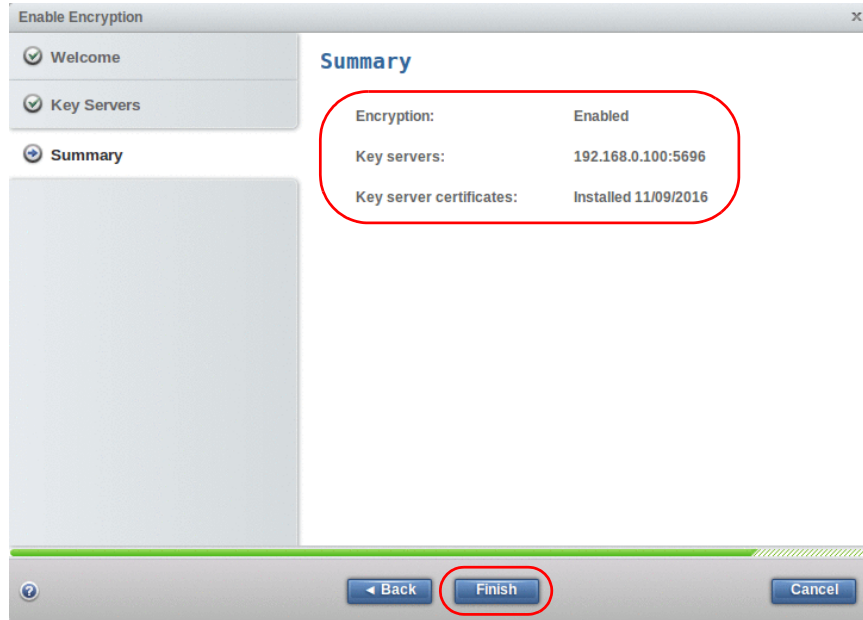 Enable Encryption x
Welcome
Key Servers
Summary
Summary
Encryption: Enabled
Key servers: 192.168.0.100:5696
Key server certificates: Installed 11/09/2016
? ◄ Back Finish Cancel